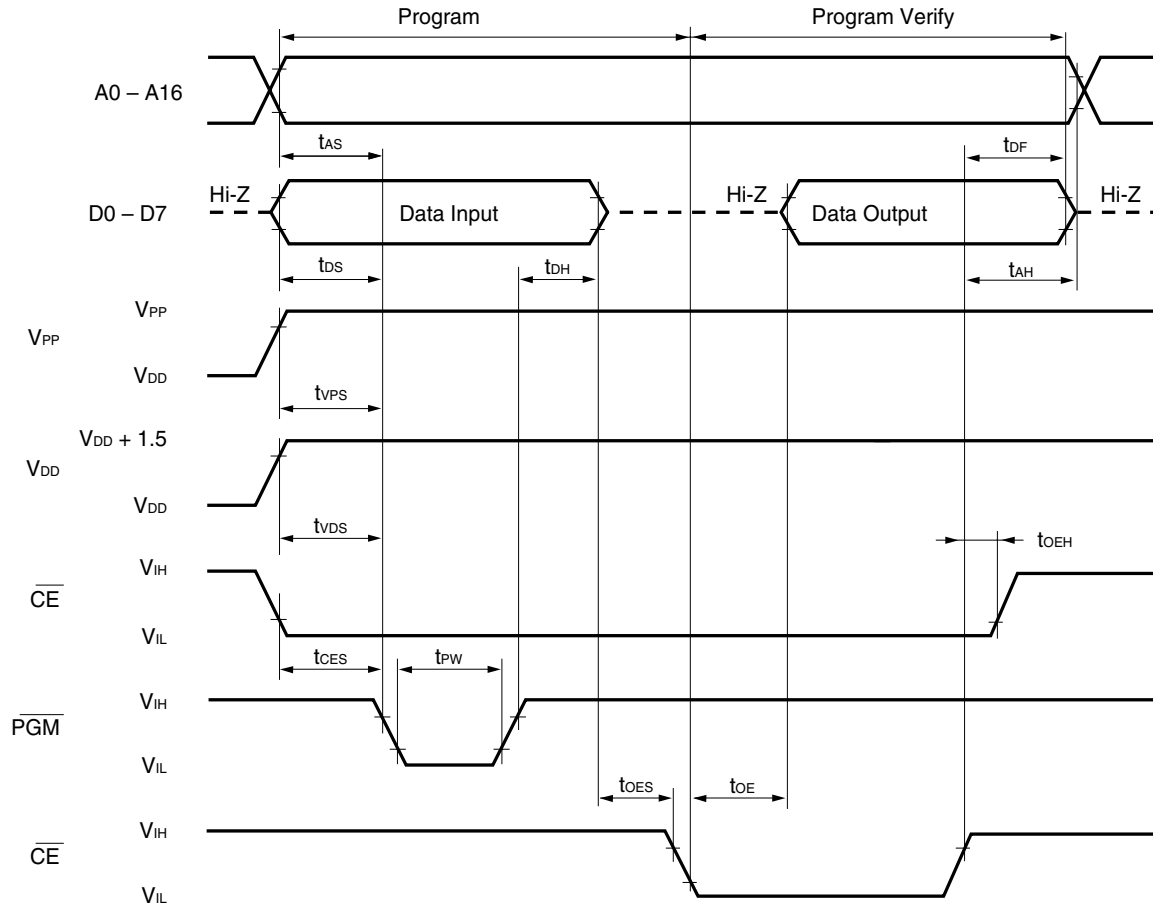 Program Program Verify
A0 – A16
tAS tDF
D0 – D7 Hi-Z Data Input Hi-Z Data Output Hi-Z
tDS tDH tAH
VPP
VPP
VDD
tVPS
VDD + 1.5
VDD
VDD
tVDS
tOEH
VIH
CE
VIL
tCES tPW
VIH
PGM
VIL
tOES tOE
VIH
CE
VIL